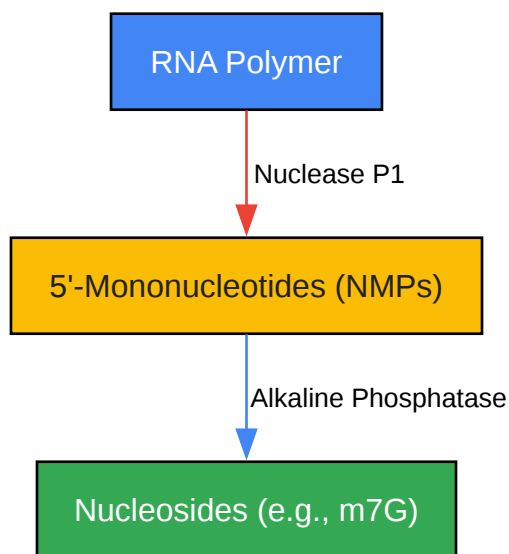 RNA Polymer
Nuclease P1
5'-Mononucleotides (NMPs)
Alkaline Phosphatase
Nucleosides (e.g., m7G)